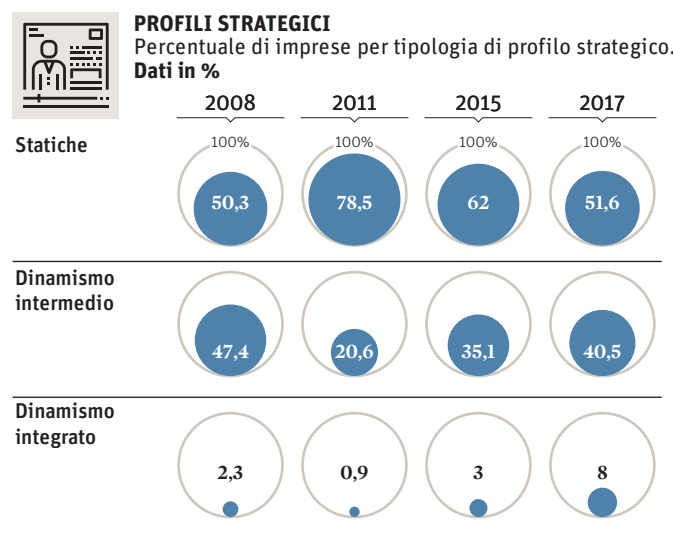 PROFILI STRATEGICI
Percentuale di imprese per tipologia di profilo strategico.
Dati in %
2008 2011 2015 2017
Statiche
100% 100% 100% 100%
50,3 78,5 62 51,6
Dinamismo
intermedio
47,4 20,6 35,1 40,5
Dinamismo
integrato
2,3 0,9 3 8